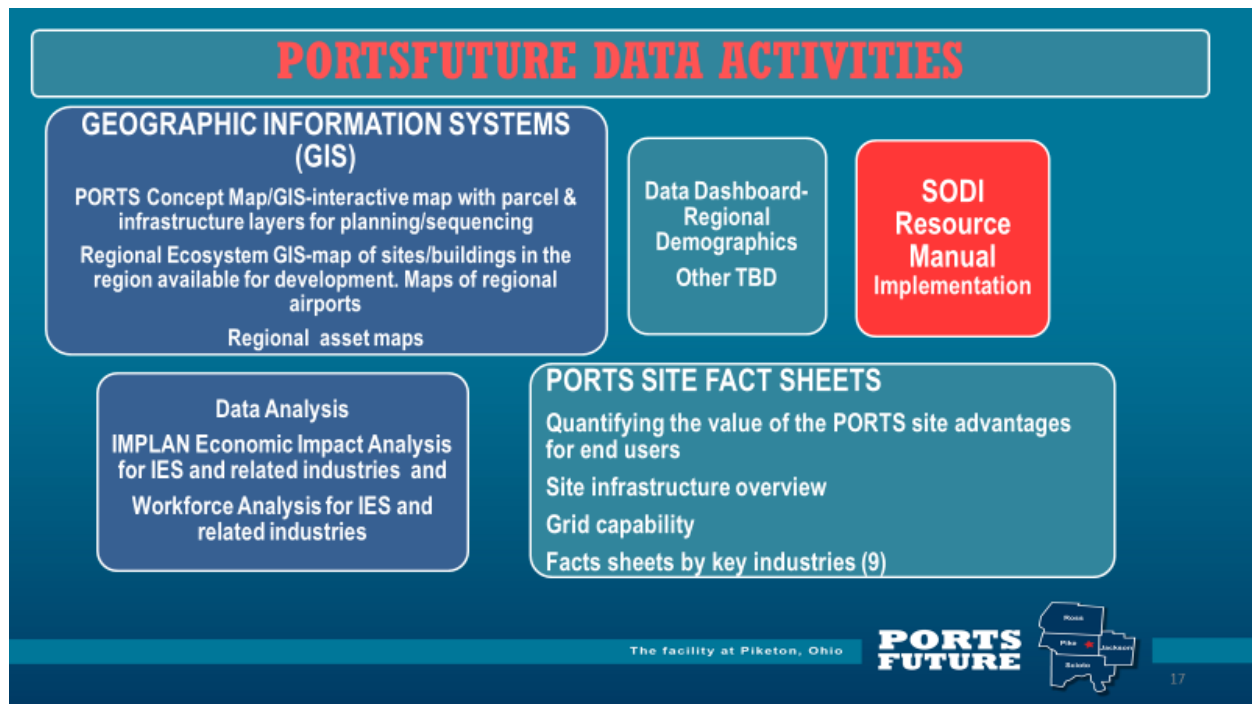 PORTSFUTURE DATA ACTIVITIES
GEOGRAPHIC INFORMATION SYSTEMS
(GIS)
PORTS Concept Map/GIS-interactive map with parcel &
infrastructure layers for planning/sequencing
Regional Ecosystem GIS-map of sites/buildings in the
region available for development. Maps of regional
airports
Regional asset maps
Data Dashboard-
Regional
Demographics
Other TBD
SODI
Resource
Manual
Implementation
Data Analysis
IMPLAN Economic Impact Analysis
for IES and related industries and
Workforce Analysis for IES and
related industries
PORTS SITE FACT SHEETS
Quantifying the value of the PORTS site advantages
for end users
Site infrastructure overview
Grid capability
Facts sheets by key industries (9)
The facility at Piketon, Ohio
PORTS
FUTURE
Ross
Pike
Jackson
Scioto
17